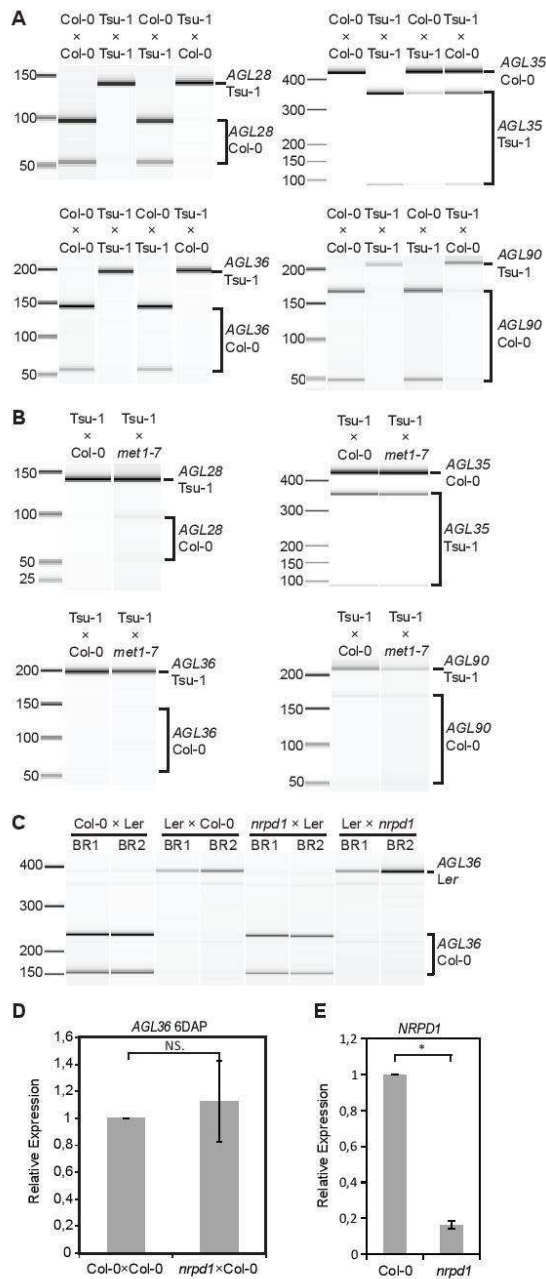 A
Col-0 Tsu-1 Col-0 Tsu-1
× × × ×
Col-0 Tsu-1 Tsu-1 Col-0
150
100
50
AGL28
Tsu-1
AGL28
Col-0
Col-0 Tsu-1 Col-0 Tsu-1
× × × ×
Col-0 Tsu-1 Tsu-1 Col-0
400
300
200
150
100
AGL35
Col-0
AGL35
Tsu-1
Col-0 Tsu-1 Col-0 Tsu-1
× × × ×
Col-0 Tsu-1 Tsu-1 Col-0
200
150
100
50
AGL36
Tsu-1
AGL36
Col-0
Col-0 Tsu-1 Col-0 Tsu-1
× × × ×
Col-0 Tsu-1 Tsu-1 Col-0
200
150
100
50
AGL90
Tsu-1
AGL90
Col-0
B
Tsu-1 Tsu-1
× ×
Col-0 met1-7
150
100
50
25
AGL28
Tsu-1
AGL28
Col-0
Tsu-1 Tsu-1
× ×
Col-0 met1-7
400
300
200
150
100
AGL35
Col-0
AGL35
Tsu-1
Tsu-1 Tsu-1
× ×
Col-0 met1-7
200
150
100
50
AGL36
Tsu-1
AGL36
Col-0
Tsu-1 Tsu-1
× ×
Col-0 met1-7
200
150
100
50
AGL90
Tsu-1
AGL90
Col-0
C
Col-0 × Ler Ler × Col-0 nrpd1 × Ler Ler × nrpd1
BR1 BR2 BR1 BR2 BR1 BR2 BR1 BR2
400
300
200
150
AGL36
Ler
AGL36
Col-0
D
AGL36 6DAP
NS.
Relative Expression
1,6
1,4
1,2
1
0,8
0,6
0,4
0,2
0
Col-0×Col-0 nrpd1×Col-0
E
NRPD1
*
Relative Expression
1,2
1
0,8
0,6
0,4
0,2
0
Col-0 nrpd1